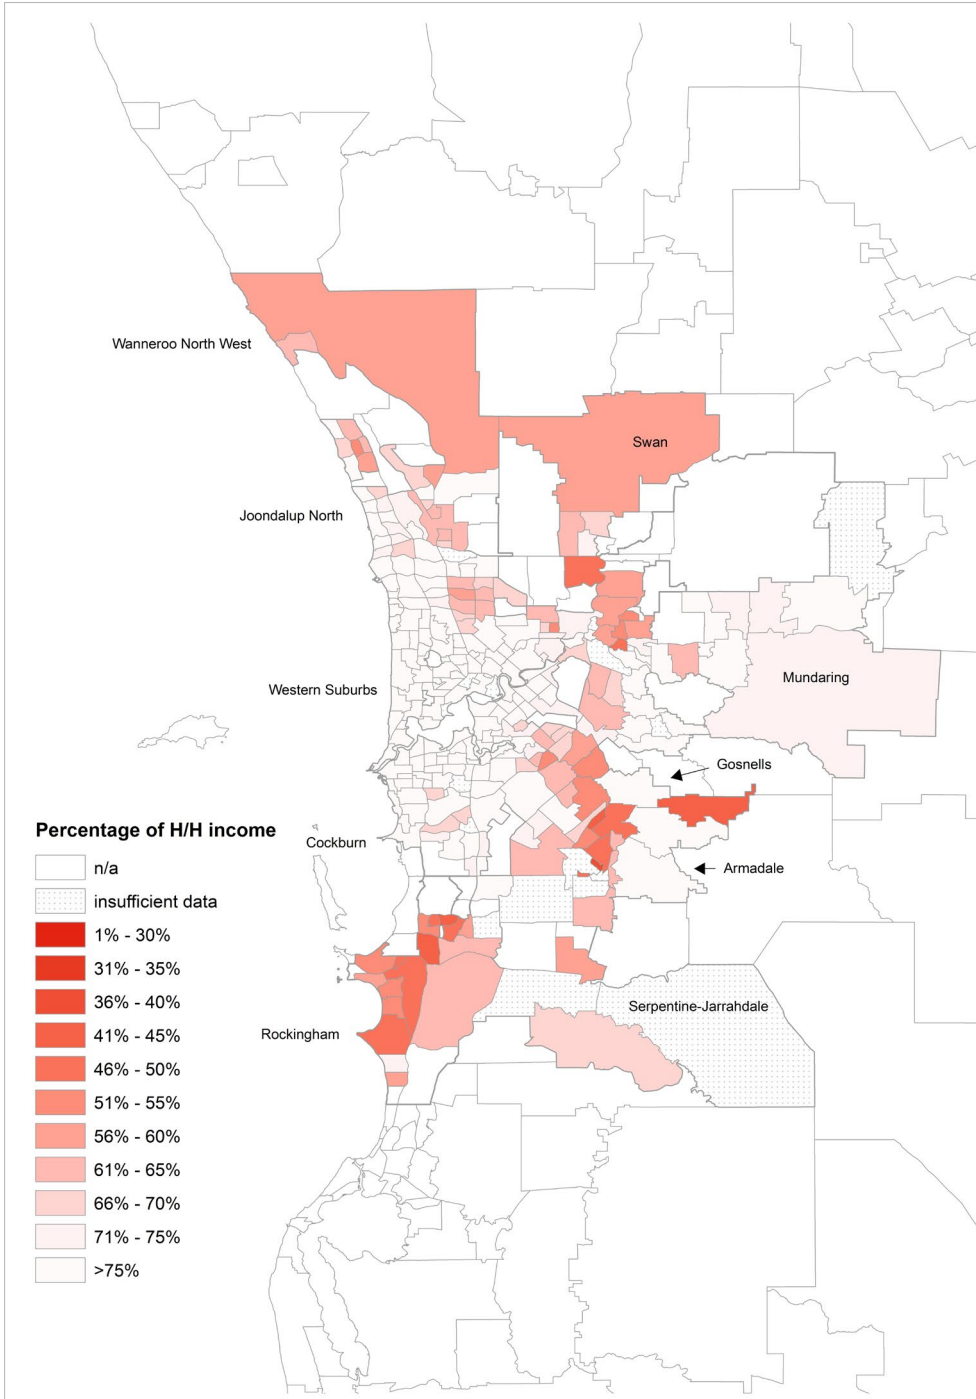 Wanneroo North West
Swan
Joondalup North
Western Suburbs
Mundaring
Gosnells
Percentage of H/H income
Cockburn
n/a
Armadale
insufficient data
1% - 30%
31% - 35%
36% - 40%
Serpentine-Jarrahdale
41% - 45%
Rockingham
46% - 50%
51% - 55%
56% - 60%
61% - 65%
66% - 70%
71% - 75%
>75%